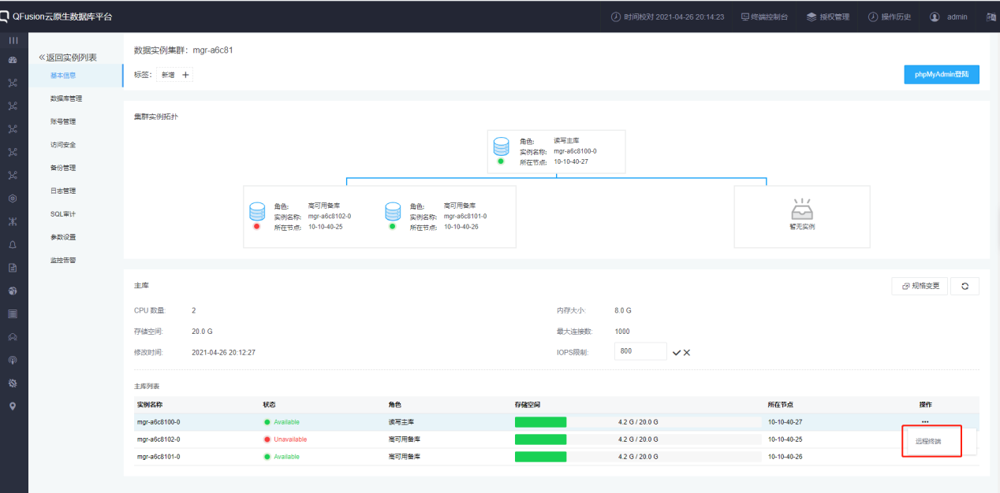 QFusion云原生数据库平台
时间校对 2021-04-26 20:14:23
终端控制台
授权管理
操作历史
admin
返回实例列表
基本信息
数据库管理
账号管理
访问安全
备份管理
日志管理
SQL审计
参数设置
监控告警
数据实例集群：mgr-a6c81
标签： 新增 +
phpMyAdmin登陆
集群实例拓扑
角色: 读写主库
实例名称: mgr-a6c8100-0
所在节点: 10-10-40-27
角色: 高可用备库
实例名称: mgr-a6c8102-0
所在节点: 10-10-40-25
角色: 高可用备库
实例名称: mgr-a6c8101-0
所在节点: 10-10-40-26
暂无实例
主库
规格变更
CPU 数量: 2
内存大小: 8.0 G
存储空间: 20.0 G
最大连接数: 1000
修改时间: 2021-04-26 20:12:27
IOPS限制: 800
主库列表
实例名称 状态 角色 存储空间 所在节点 操作
mgr-a6c8100-0 Available 读写主库 4.2 G / 20.0 G 10-10-40-27 •••
mgr-a6c8102-0 Unavailable 高可用备库 4.2 G / 20.0 G 10-10-40-25
远程终端
mgr-a6c8101-0 Available 高可用备库 4.2 G / 20.0 G 10-10-40-26